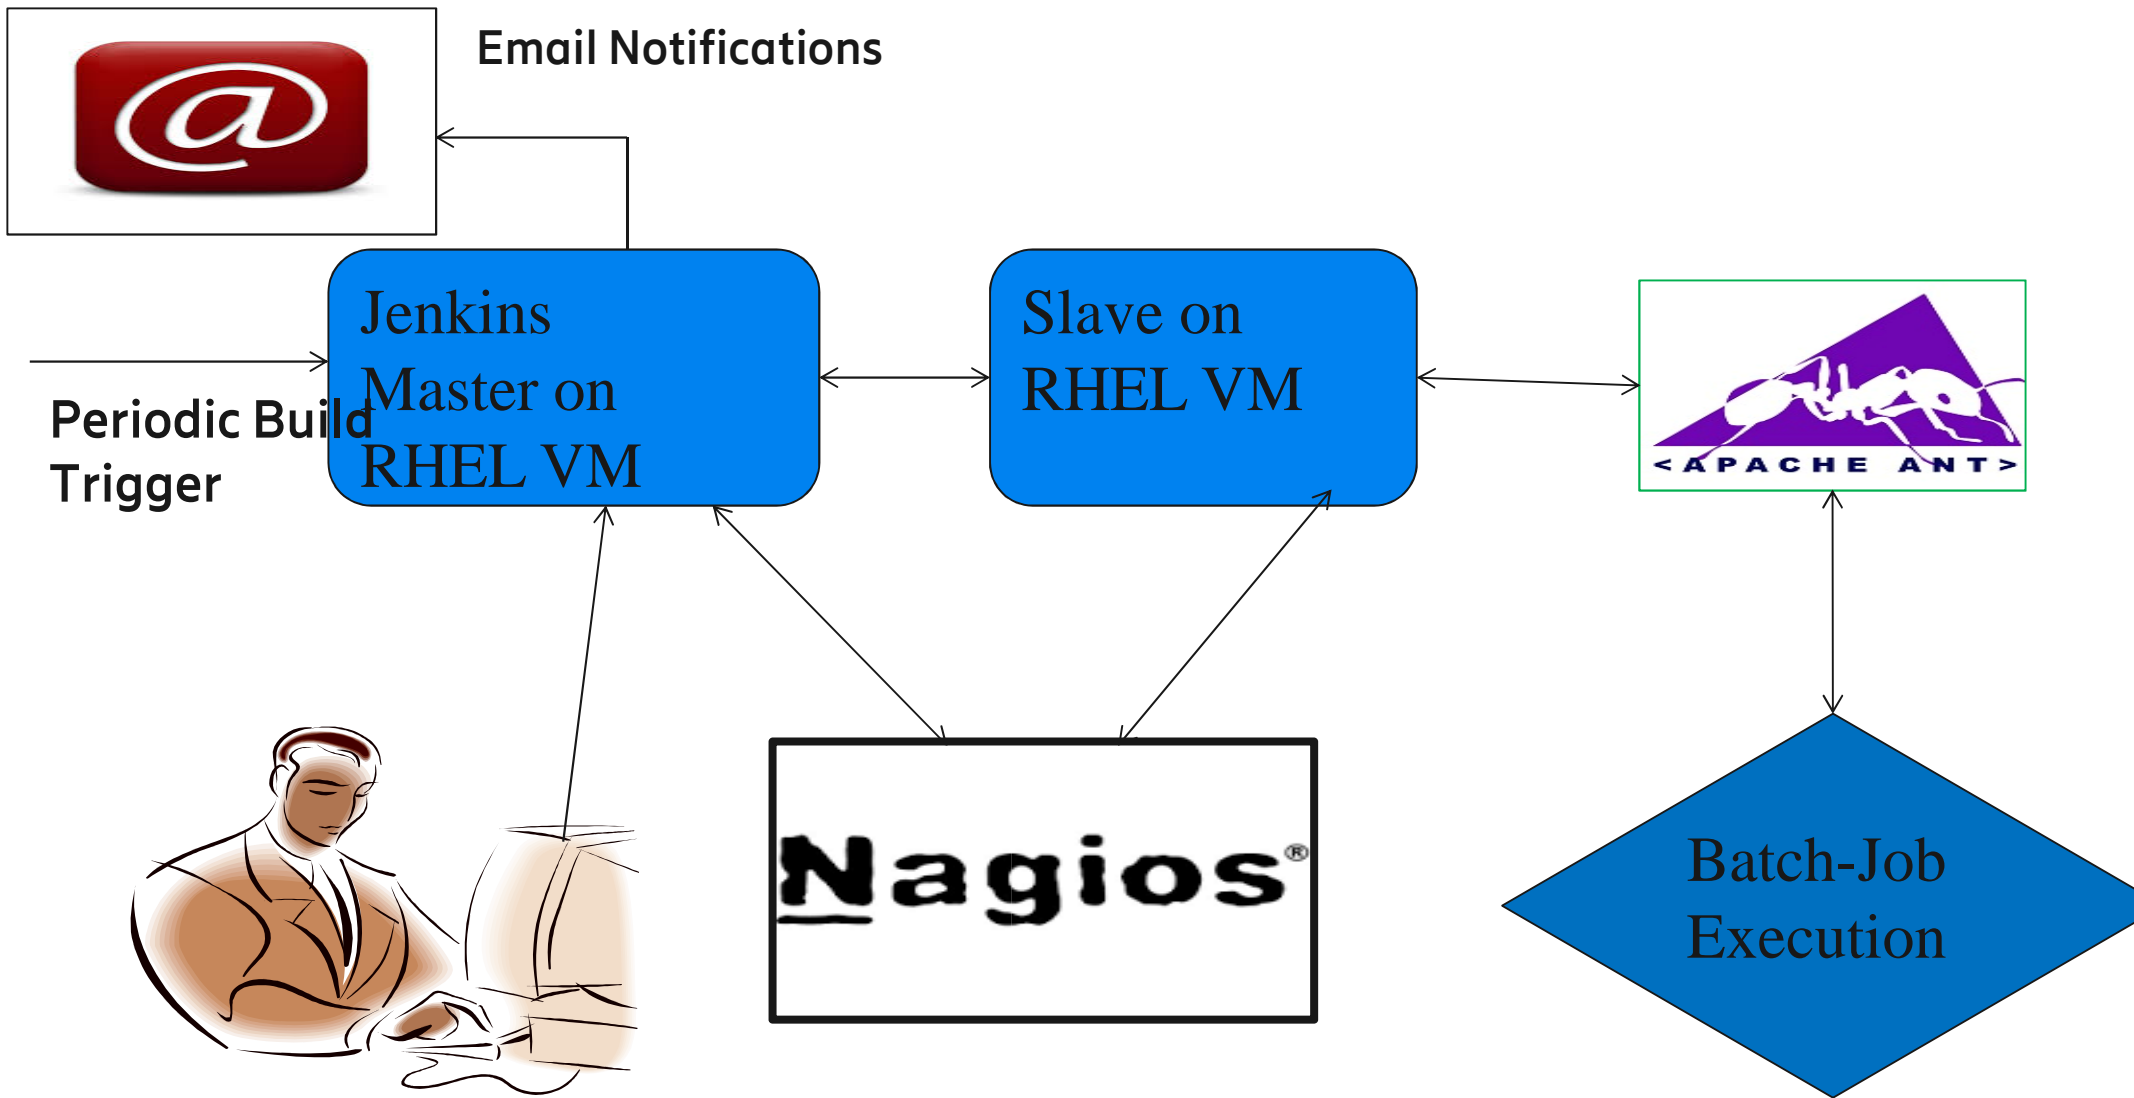 Email Notifications
@
Jenkins
Master on
RHEL VM
Slave on
RHEL VM
<APACHE ANT>
Periodic Build
Trigger
Nagios®
Batch-Job
Execution